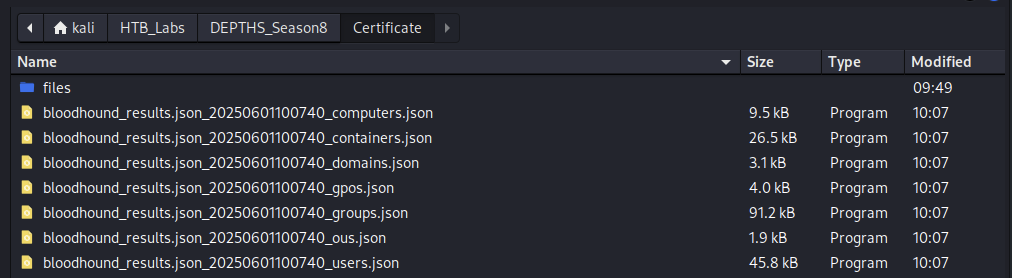 kali HTB_Labs DEPTHS_Season8 Certificate
Name Size Type Modified
files 09:49
bloodhound_results.json_20250601100740_computers.json 9.5 kB Program 10:07
bloodhound_results.json_20250601100740_containers.json 26.5 kB Program 10:07
bloodhound_results.json_20250601100740_domains.json 3.1 kB Program 10:07
bloodhound_results.json_20250601100740_gpos.json 4.0 kB Program 10:07
bloodhound_results.json_20250601100740_groups.json 91.2 kB Program 10:07
bloodhound_results.json_20250601100740_ous.json 1.9 kB Program 10:07
bloodhound_results.json_20250601100740_users.json 45.8 kB Program 10:07